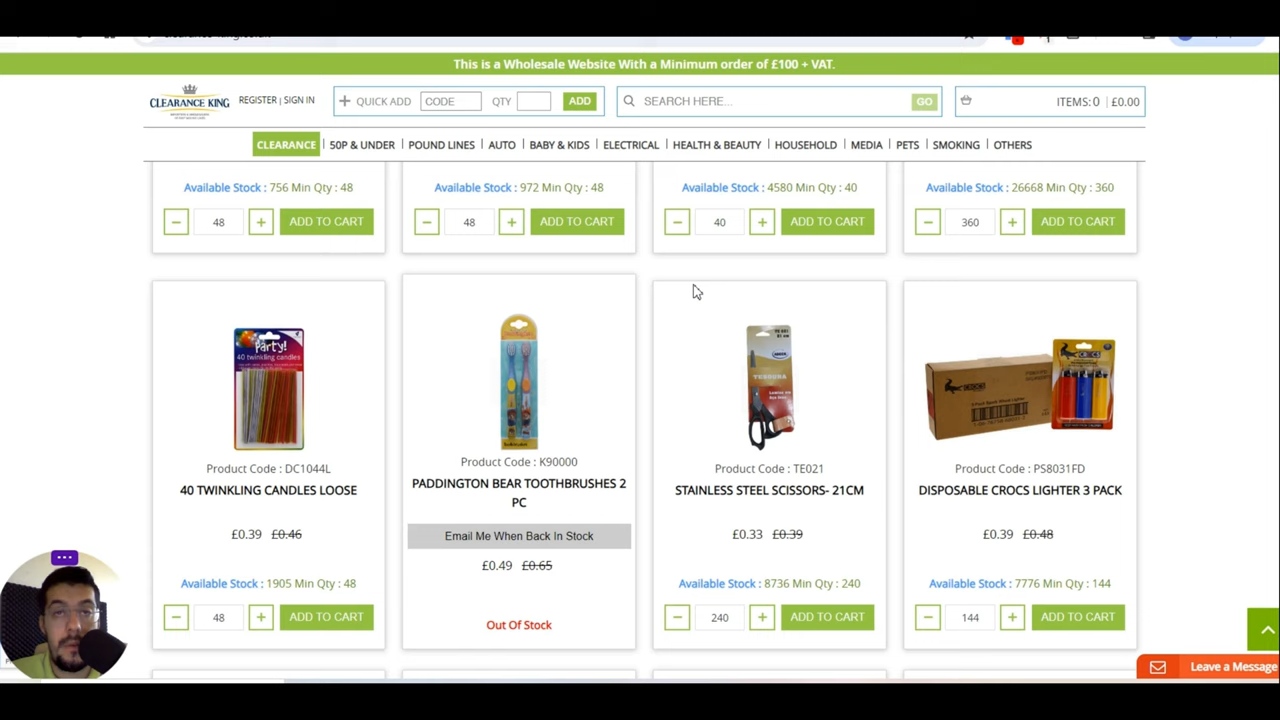 This is a Wholesale Website With a Minimum order of £100 + VAT.
CLEARANCE KING
REGISTER | SIGN IN
QUICK ADD CODE QTY ADD
SEARCH HERE... GO
ITEMS: 0 | £0.00
CLEARANCE | 50P & UNDER | POUND LINES | AUTO | BABY & KIDS | ELECTRICAL | HEALTH & BEAUTY | HOUSEHOLD | MEDIA | PETS | SMOKING | OTHERS
Available Stock : 756 Min Qty : 48
48 ADD TO CART
Available Stock : 972 Min Qty : 48
48 ADD TO CART
Available Stock : 4580 Min Qty : 40
40 ADD TO CART
Available Stock : 26668 Min Qty : 360
360 ADD TO CART
Party!
40 twinkling candles
Product Code : DC1044L
40 TWINKLING CANDLES LOOSE
£0.39 £0.46
Available Stock : 1905 Min Qty : 48
48 ADD TO CART
Product Code : K90000
PADDINGTON BEAR TOOTHBRUSHES 2
PC
Email Me When Back In Stock
£0.49 £0.65
Out Of Stock
Product Code : TE021
STAINLESS STEEL SCISSORS- 21CM
£0.33 £0.39
Available Stock : 8736 Min Qty : 240
240 ADD TO CART
CROCS
Product Code : PS8031FD
DISPOSABLE CROCS LIGHTER 3 PACK
£0.39 £0.48
Available Stock : 7776 Min Qty : 144
144 ADD TO CART
Leave a Message